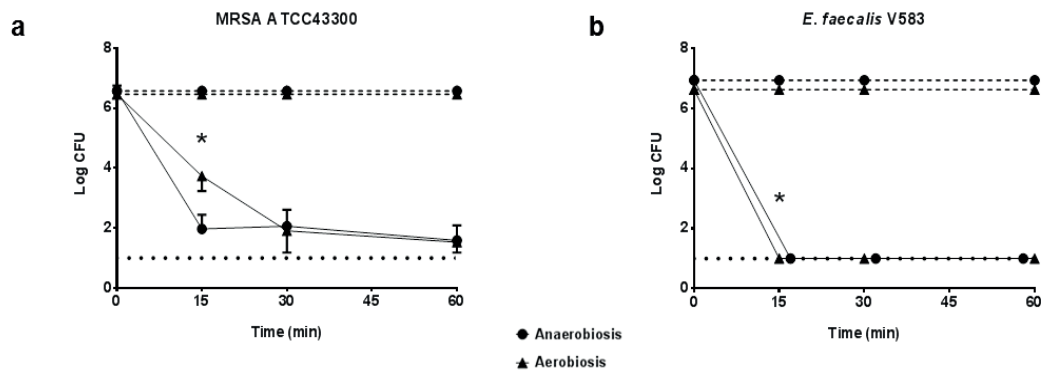 a
MRSA ATCC43300
8
6
4
2
0
Log CFU
*
0 15 30 45 60
Time (min)
b
E. faecalis V583
8
6
4
2
0
Log CFU
*
0 15 30 45 60
Time (min)
Anaerobiosis
Aerobiosis